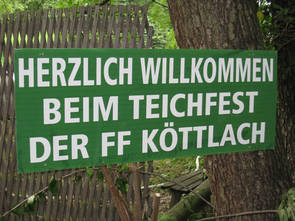 HERZLICH WILLKOMMEN
BEIM TEICHFEST
DER FF KÖTTLACH